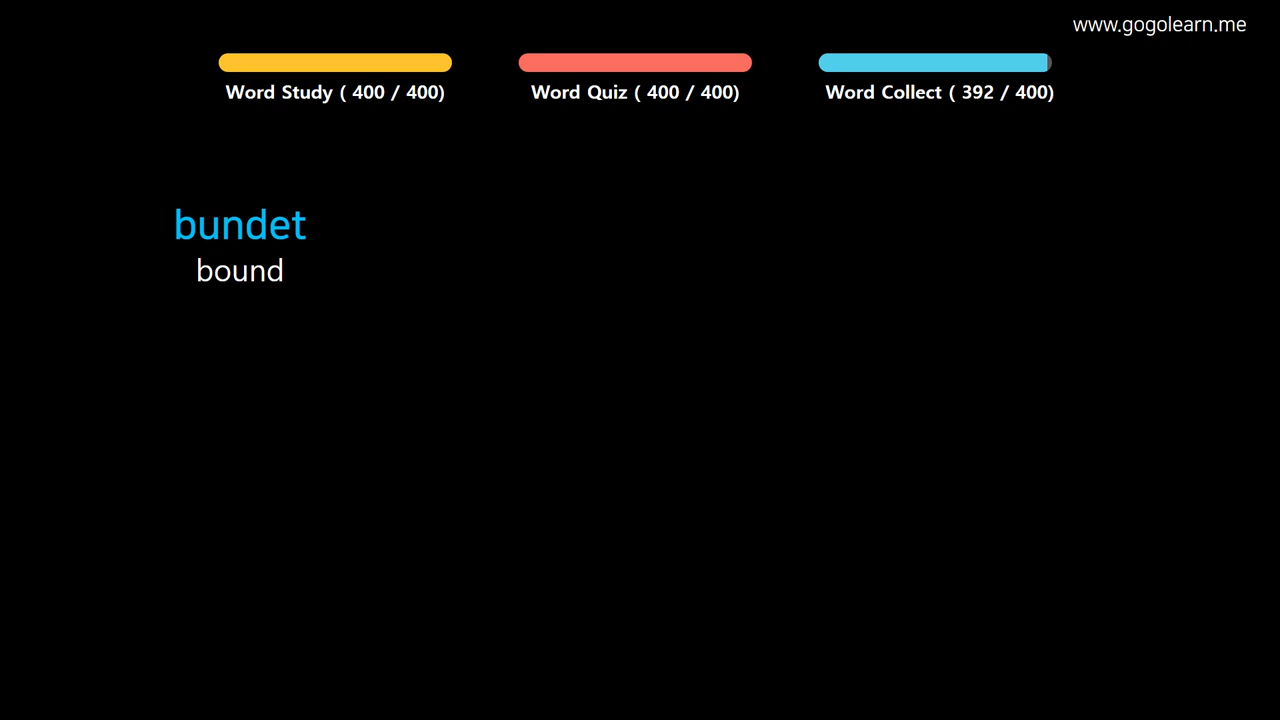 www.gogolearn.me
Word Study ( 400 / 400)
Word Quiz ( 400 / 400)
Word Collect ( 392 / 400)
bundet
bound